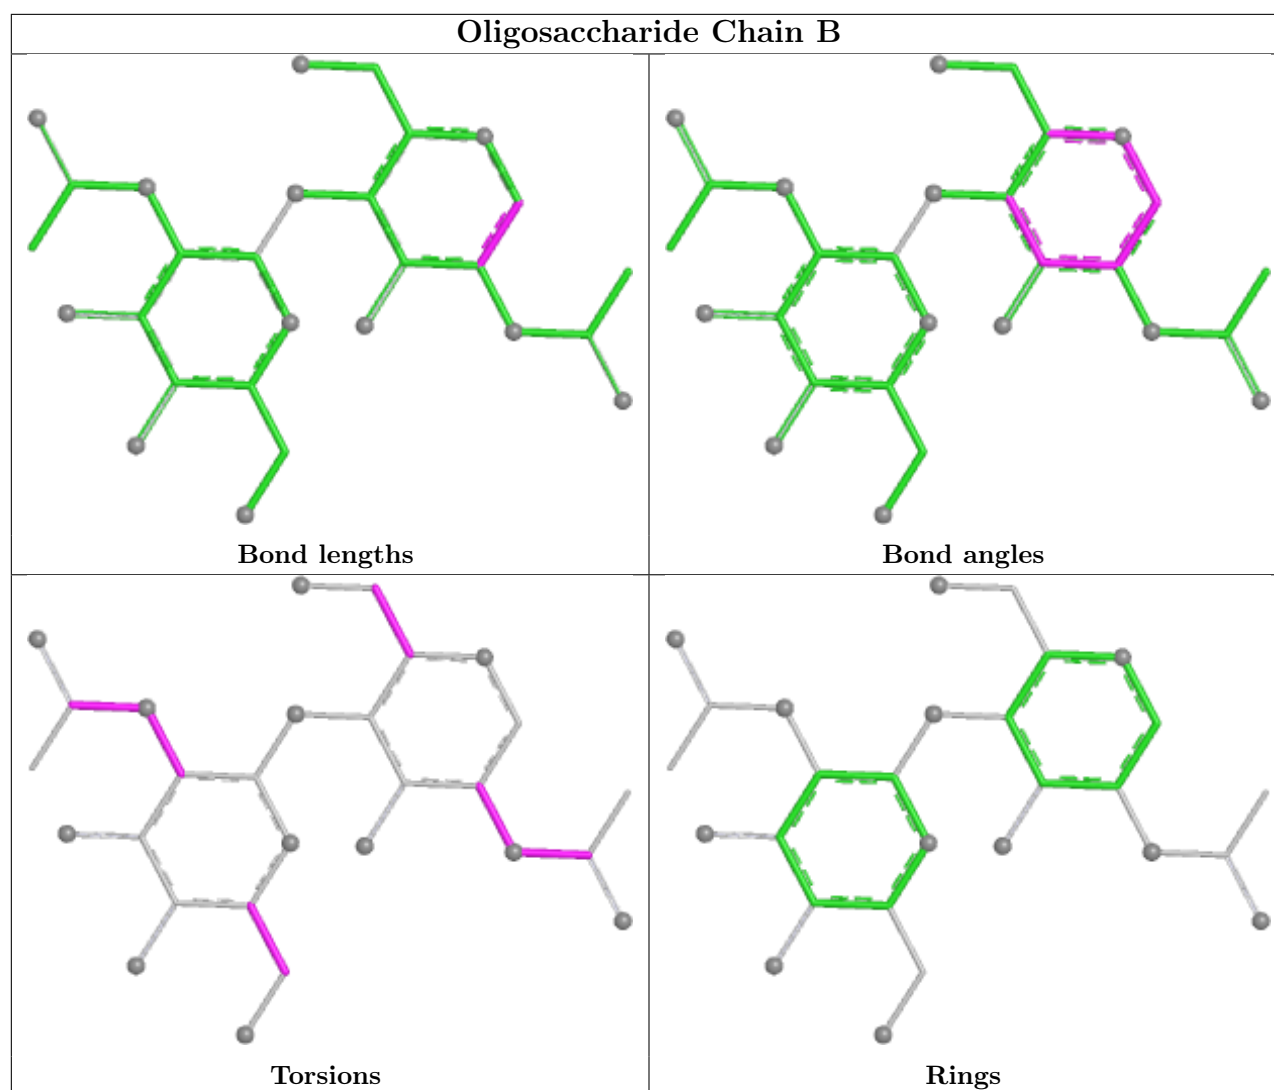 Oligosaccharide Chain B
Bond lengths
Bond angles
Torsions
Rings